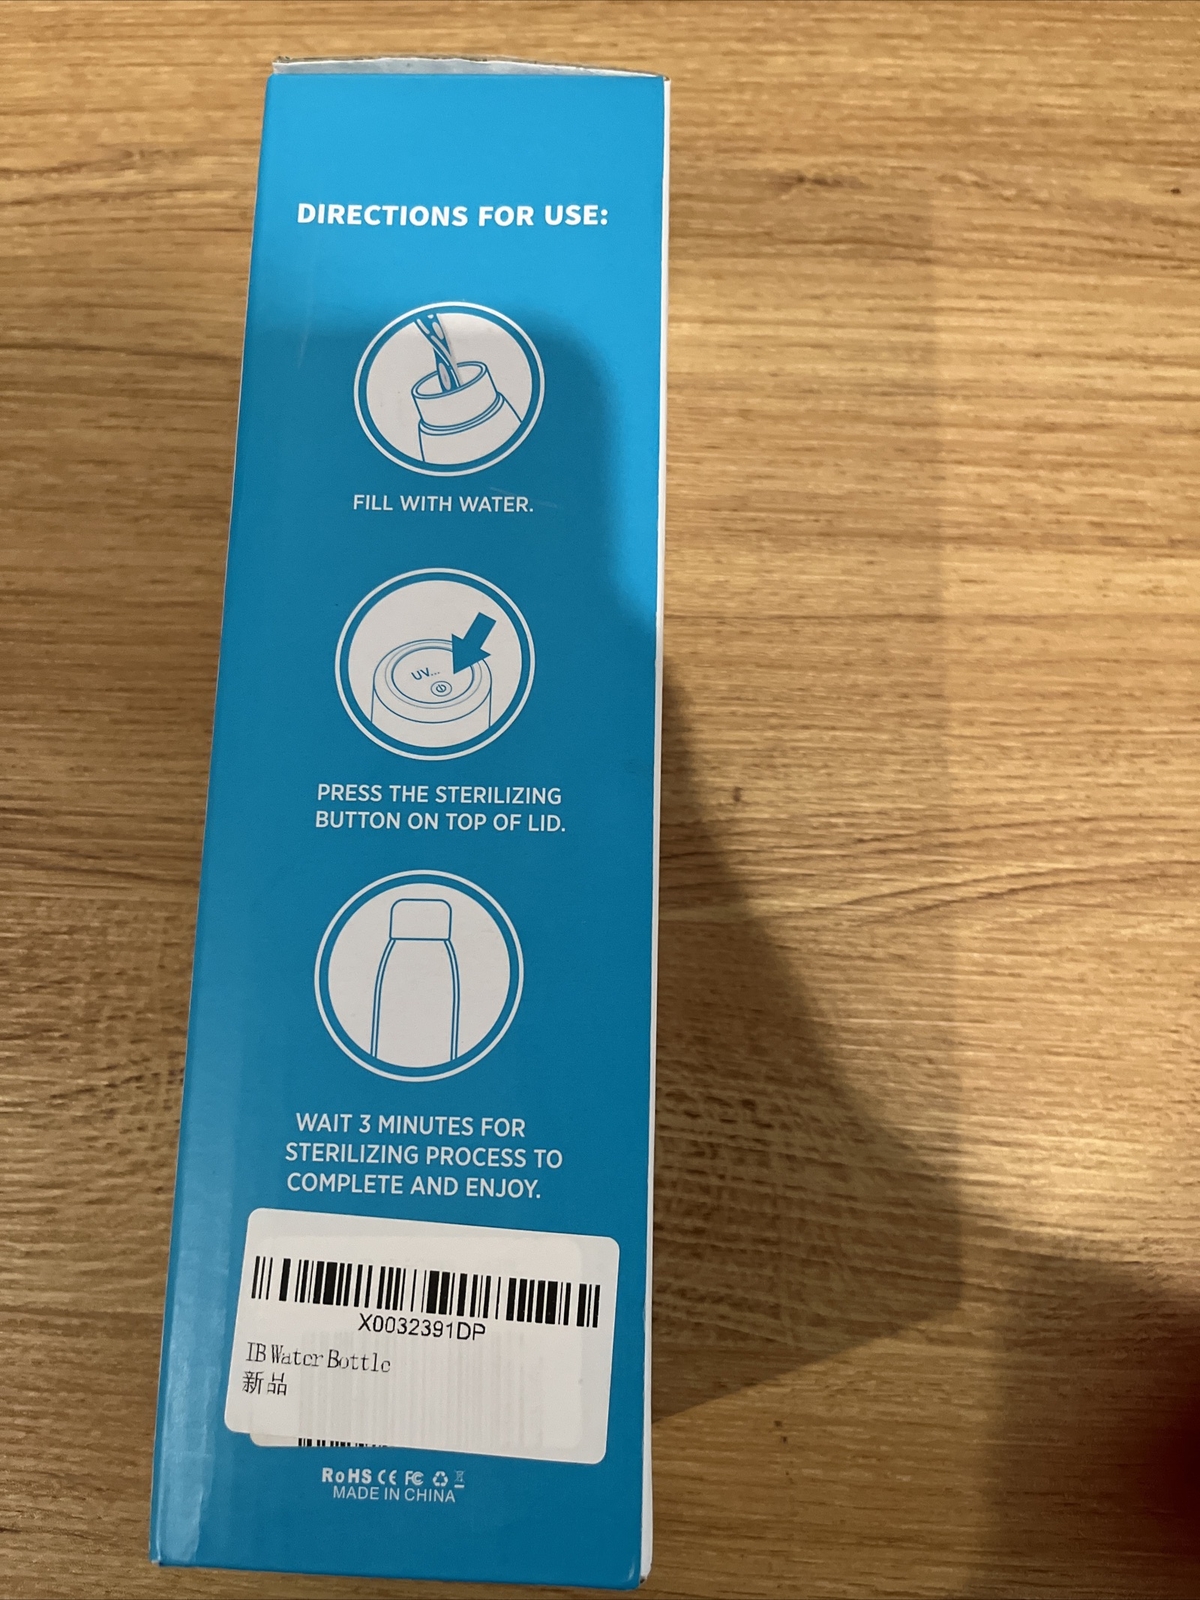 DIRECTIONS FOR USE:
FILL WITH WATER.
UV...
PRESS THE STERILIZING
BUTTON ON TOP OF LID.
WAIT 3 MINUTES FOR
STERILIZING PROCESS TO
COMPLETE AND ENJOY.
X0032391DP
IB Water Bottle
新品
RoHS CE FC
MADE IN CHINA